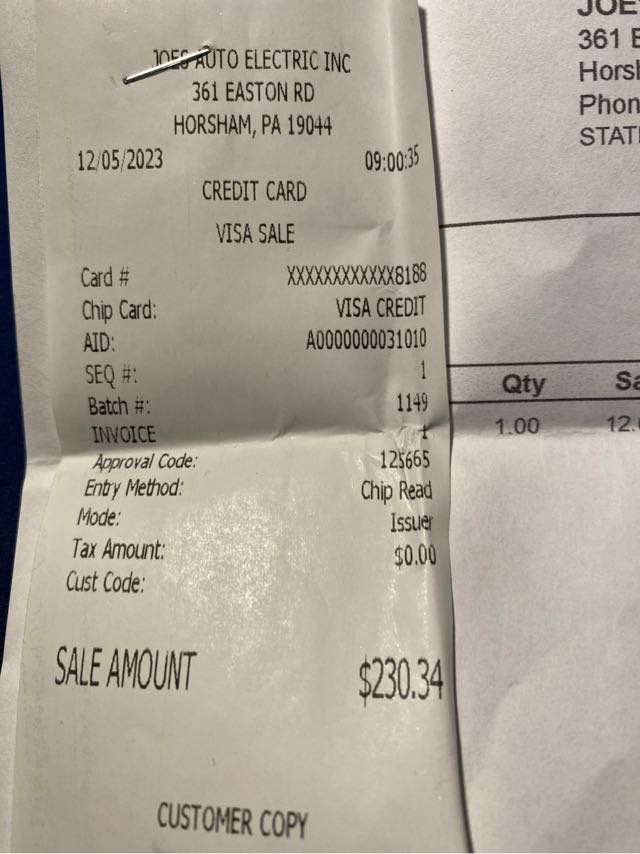 JOES AUTO ELECTRIC INC
361 EASTON RD
HORSHAM, PA 19044
12/05/2023 09:00:35
CREDIT CARD
VISA SALE
Card # XXXXXXXXXXXX8188
Chip Card: VISA CREDIT
AID: A0000000031010
SEQ #: 1
Batch #: 1149
INVOICE 1
Approval Code: 125665
Entry Method: Chip Read
Mode: Issuer
Tax Amount: $0.00
Cust Code:
SALE AMOUNT $230.34
CUSTOMER COPY
JOE
361 E
Horsh
Phon
STAT
Qty Sa
1.00 12.